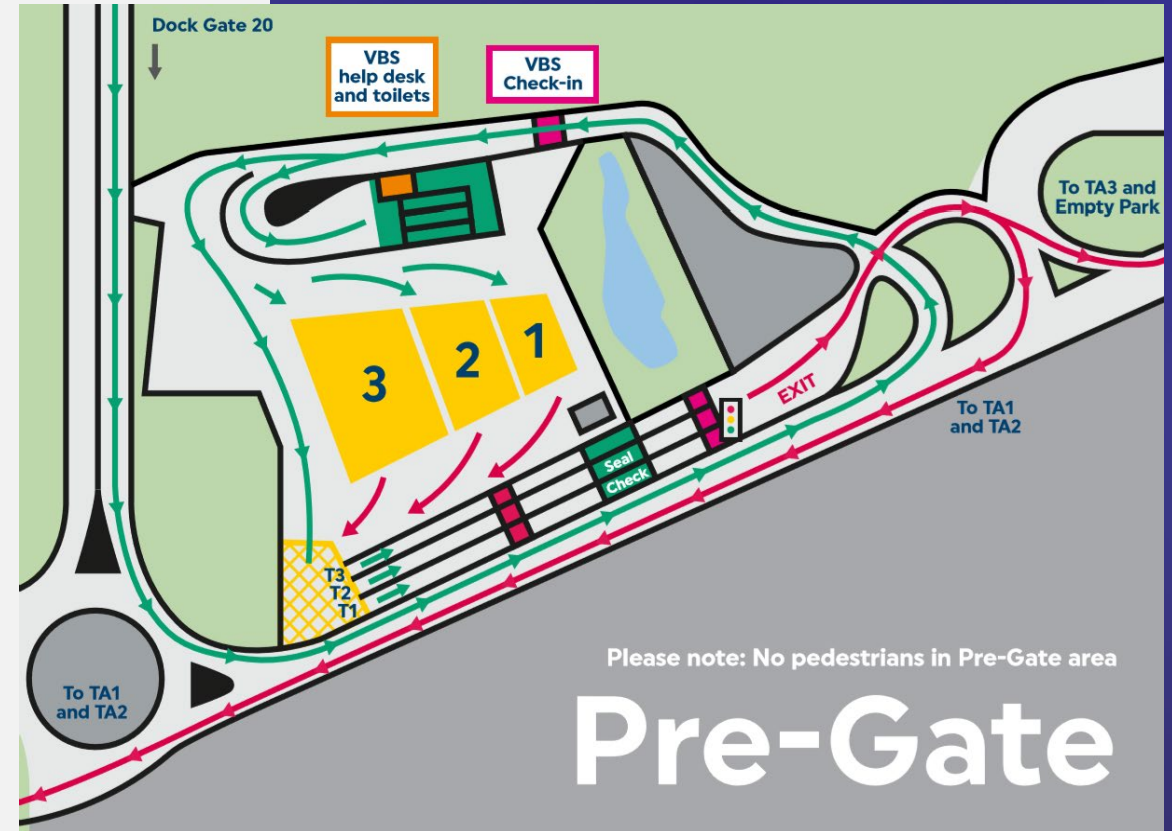 Dock Gate 20
VBS
help desk
and toilets
VBS
Check-in
To TA3 and
Empty Park
3
2
1
EXIT
To TA1
and TA2
Seal
Check
T3
T2
T1
To TA1
and TA2
Please note: No pedestrians in Pre-Gate area
Pre-Gate